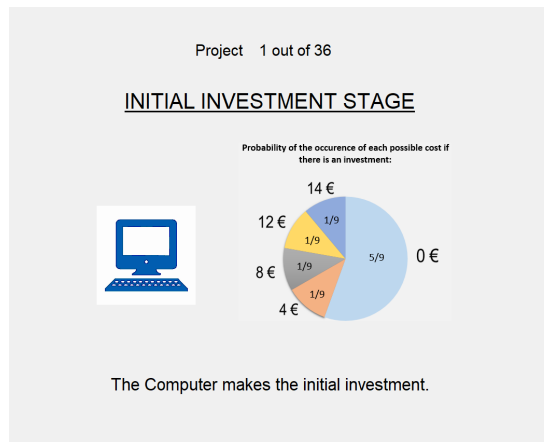 Project 1 out of 36
INITIAL INVESTMENT STAGE
Probability of the occurence of each possible cost if
there is an investment:
14 €
12 €
1/9
1/9
5/9
0 €
8 €
1/9
1/9
4 €
The Computer makes the initial investment.